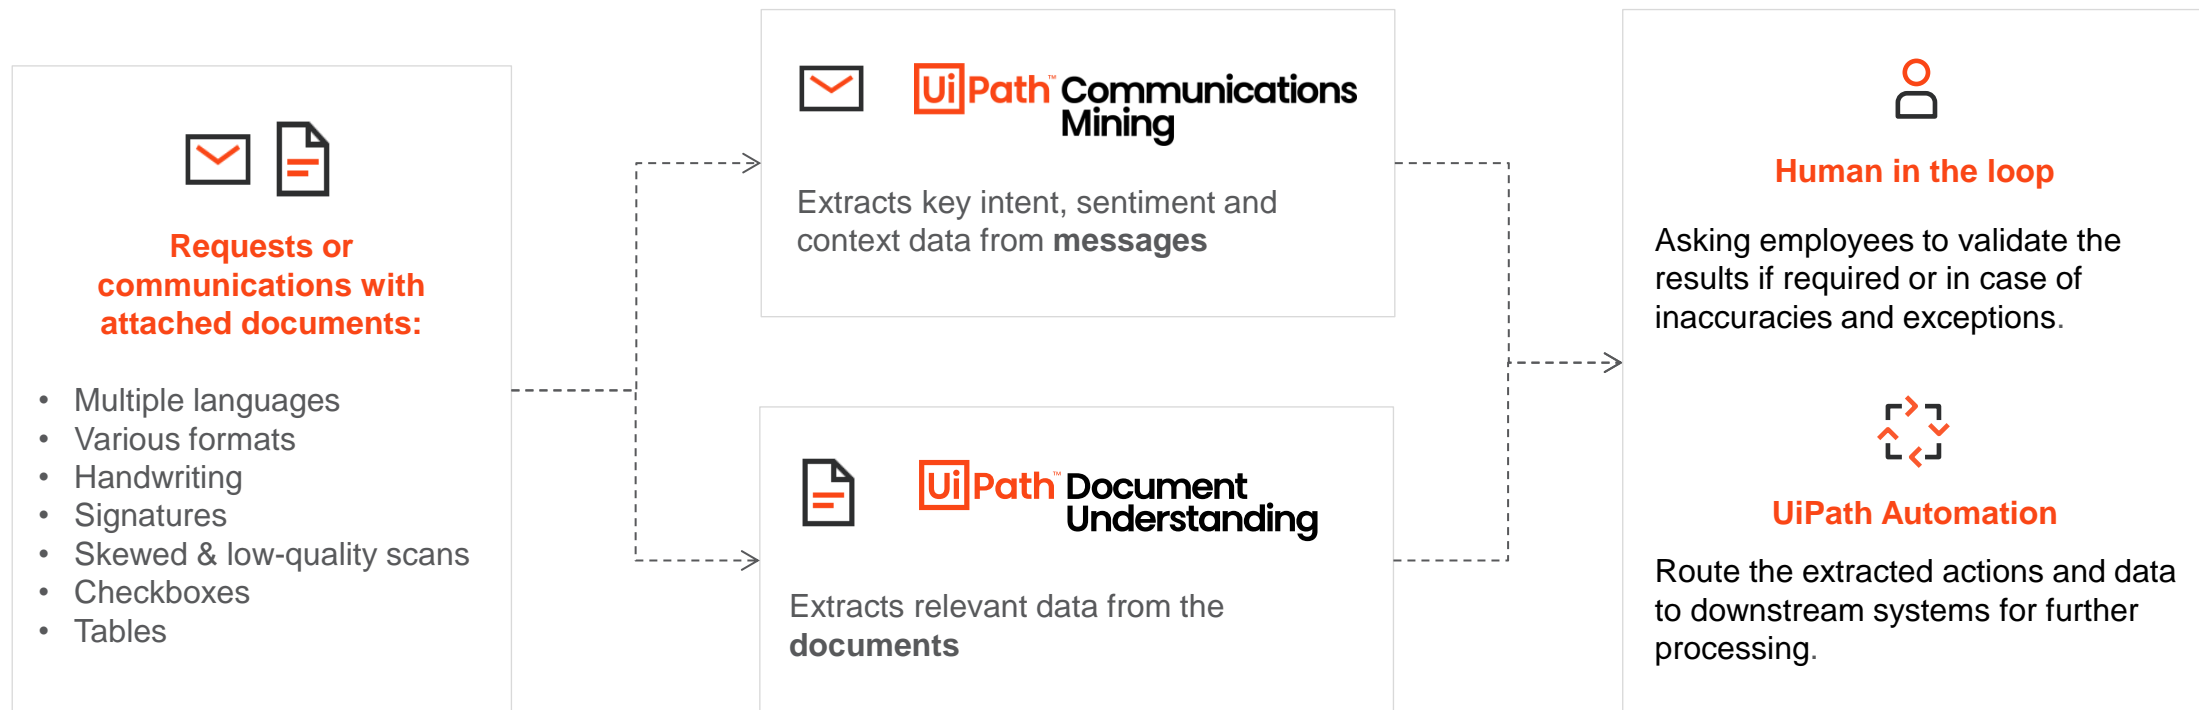 Requests or
communications with
attached documents:
• Multiple languages
• Various formats
• Handwriting
• Signatures
• Skewed & low-quality scans
• Checkboxes
• Tables
UiPath™ Communications
Mining
Extracts key intent, sentiment and
context data from messages
UiPath™ Document
Understanding
Extracts relevant data from the
documents
Human in the loop
Asking employees to validate the
results if required or in case of
inaccuracies and exceptions.
UiPath Automation
Route the extracted actions and data
to downstream systems for further
processing.